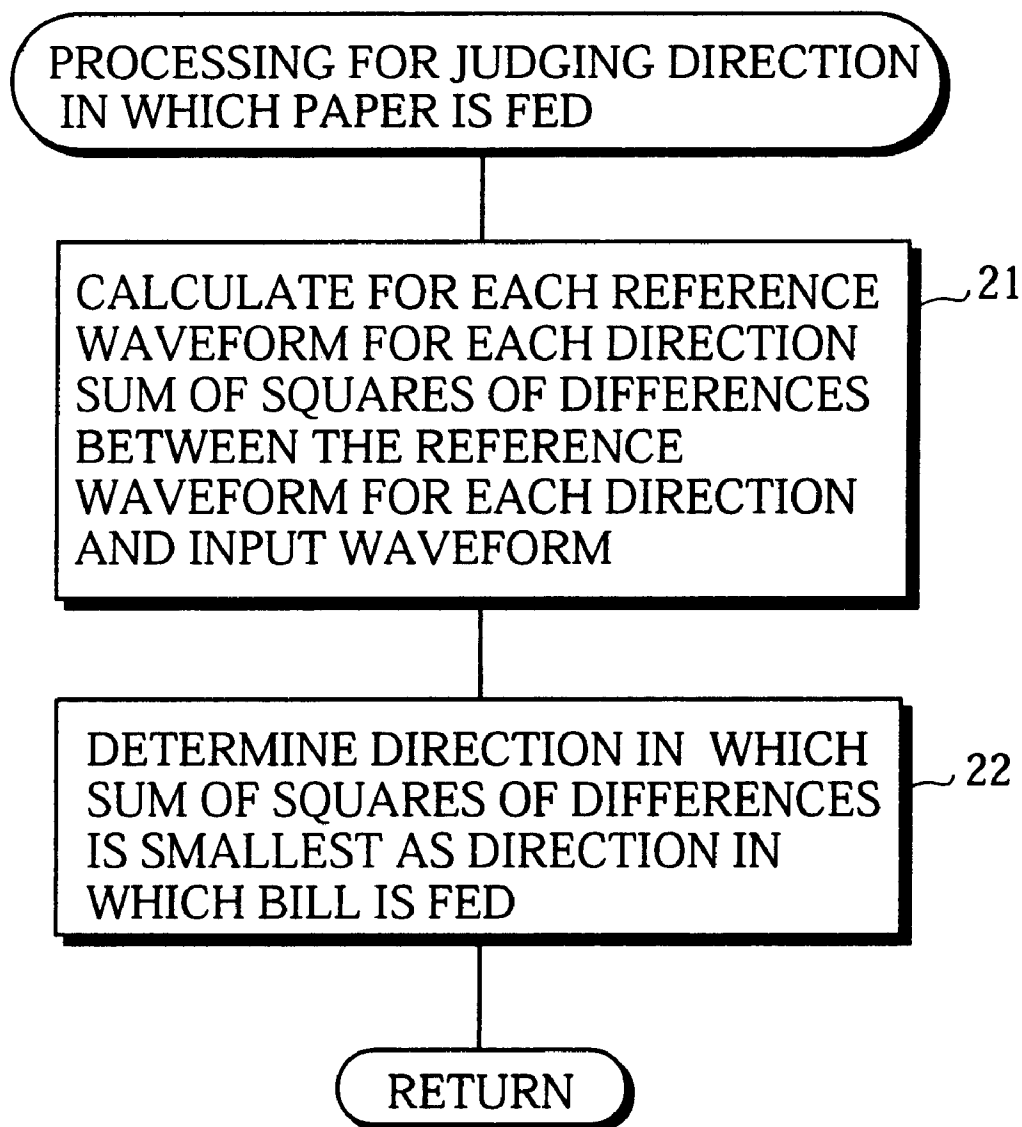 PROCESSING FOR JUDGING DIRECTION
IN WHICH PAPER IS FED
CALCULATE FOR EACH REFERENCE
WAVEFORM FOR EACH DIRECTION
SUM OF SQUARES OF DIFFERENCES
BETWEEN THE REFERENCE
WAVEFORM FOR EACH DIRECTION
AND INPUT WAVEFORM
21
DETERMINE DIRECTION IN WHICH
SUM OF SQUARES OF DIFFERENCES
IS SMALLEST AS DIRECTION IN
WHICH BILL IS FED
22
RETURN